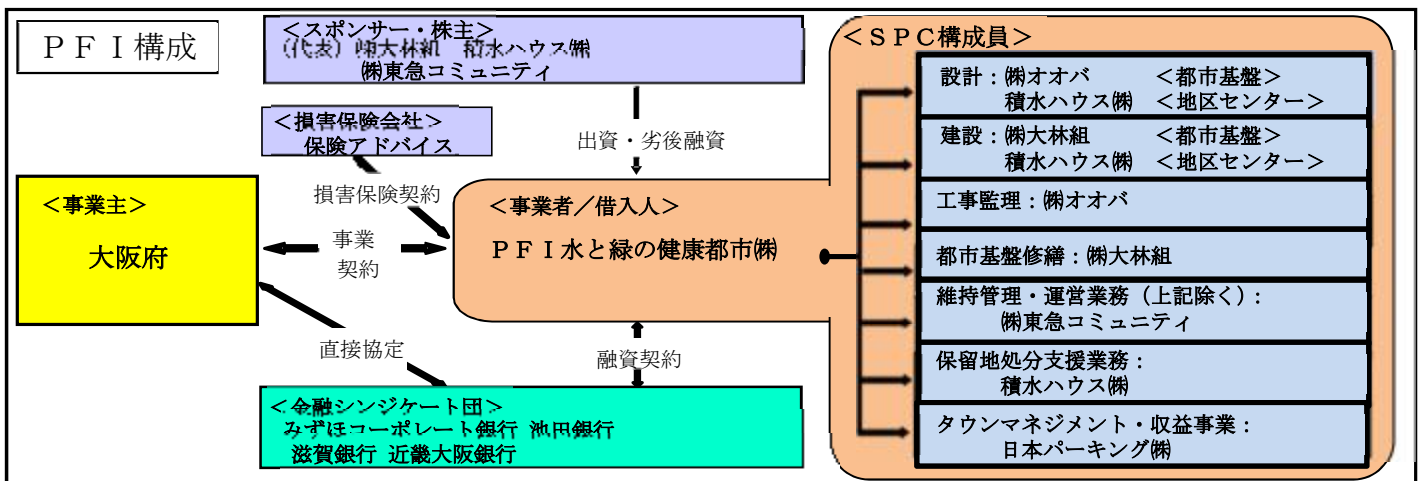 ＰＦＩ構成
＜スポンサー・株主＞
(代表) ㈱大林組　積水ハウス㈱
㈱東急コミュニティ
＜損害保険会社＞
保険アドバイス
出資・劣後融資
損害保険契約
＜事業主＞
大阪府
事業
契約
＜事業者／借入人＞
ＰＦＩ水と緑の健康都市㈱
直接協定
融資契約
＜金融シンジケート団＞
みずほコーポレート銀行 池田銀行
滋賀銀行 近畿大阪銀行
＜ＳＰＣ構成員＞
設計：㈱オオバ　＜都市基盤＞
積水ハウス㈱　＜地区センター＞
建設：㈱大林組　＜都市基盤＞
積水ハウス㈱　＜地区センター＞
工事監理：㈱オオバ
都市基盤修繕：㈱大林組
維持管理・運営業務（上記除く）：
㈱東急コミュニティ
保留地処分支援業務：
積水ハウス㈱
タウンマネジメント・収益事業：
日本パーキング㈱